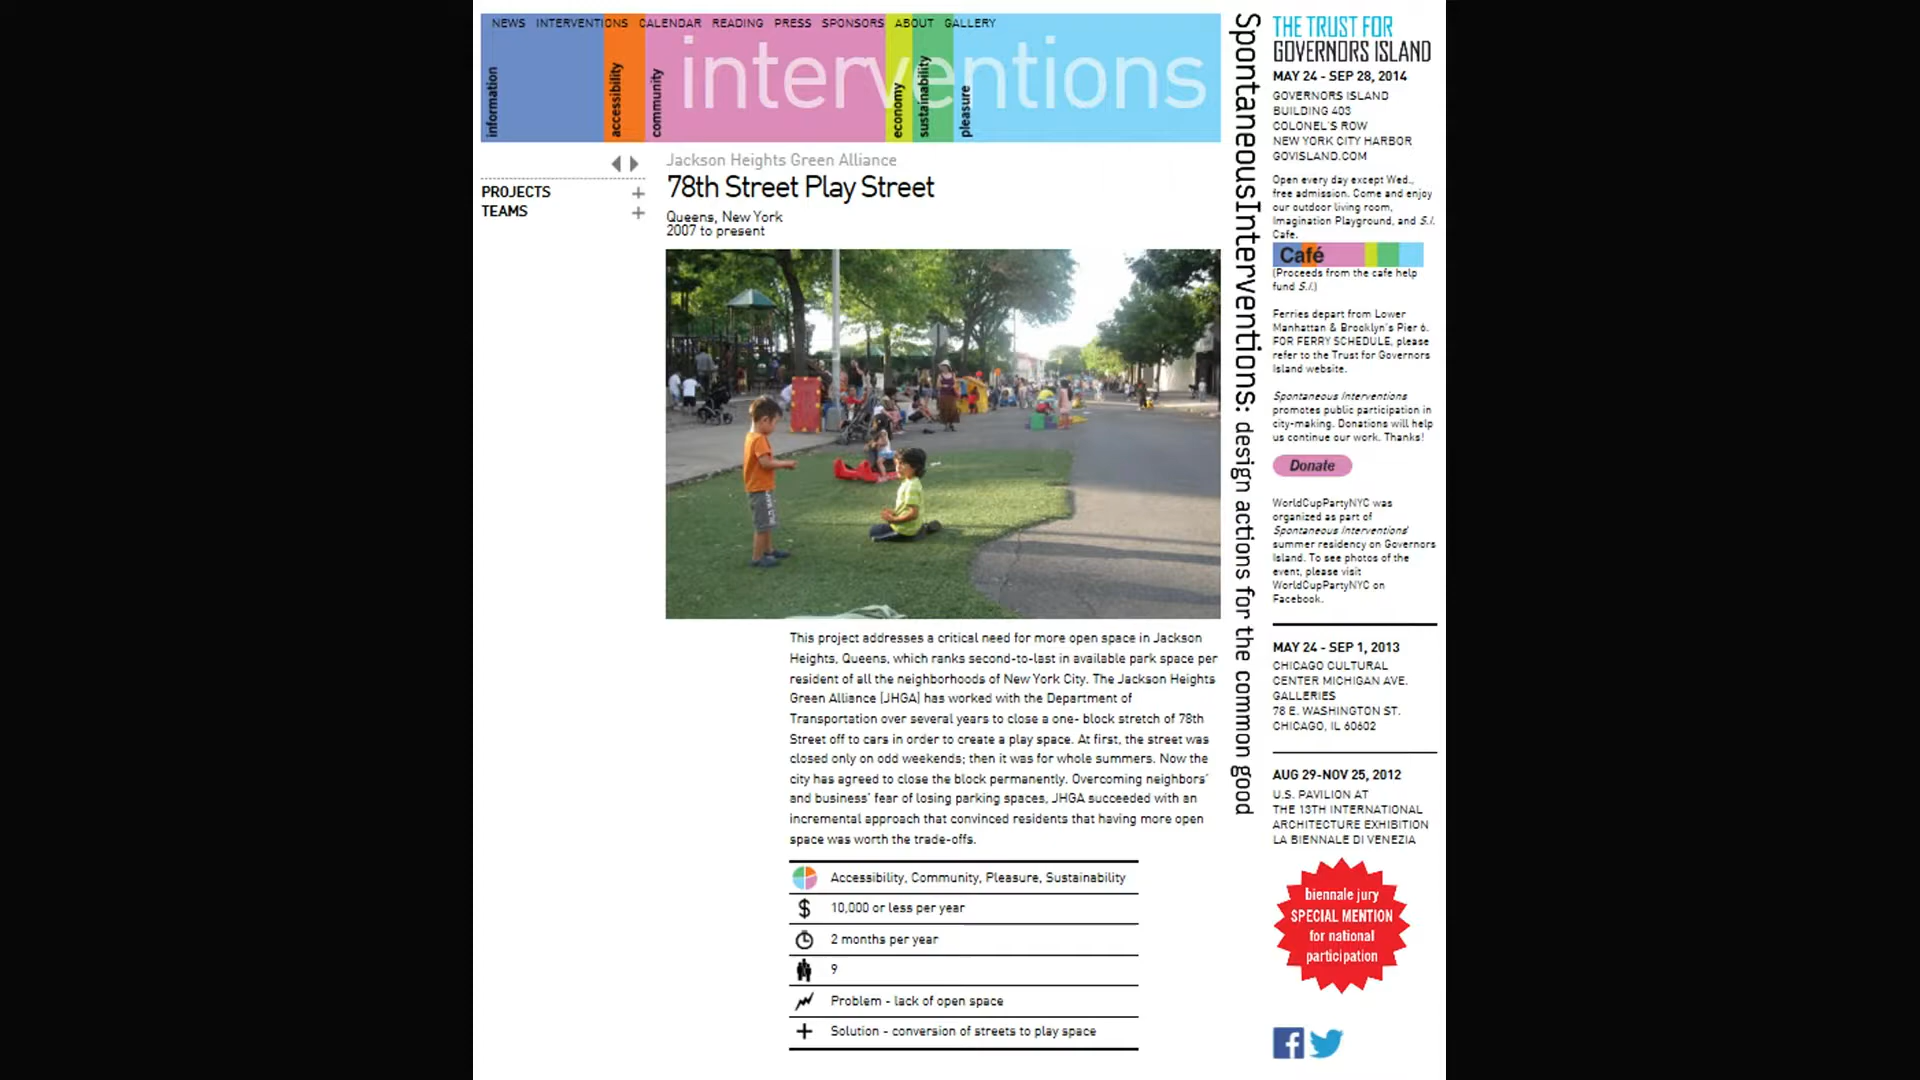 NEWS INTERVENTIONS CALENDAR READING PRESS SPONSORS ABOUT GALLERY
interventions
information
accessibility
community
economy
sustainability
pleasure
PROJECTS +
TEAMS +
Jackson Heights Green Alliance
78th Street Play Street
Queens, New York
2007 to present
This project addresses a critical need for more open space in Jackson
Heights, Queens, which ranks second-to-last in available park space per
resident of all the neighborhoods of New York City. The Jackson Heights
Green Alliance (JHGA) has worked with the Department of
Transportation over several years to close a one- block stretch of 78th
Street off to cars in order to create a play space. At first, the street was
closed only on odd weekends; then it was for whole summers. Now the
city has agreed to close the block permanently. Overcoming neighbors'
and business' fear of losing parking spaces, JHGA succeeded with an
incremental approach that convinced residents that having more open
space was worth the trade-offs.
Accessibility, Community, Pleasure, Sustainability
$ 10,000 or less per year
2 months per year
9
Problem - lack of open space
+ Solution - conversion of streets to play space
SpontaneousInterventions: design actions for the common good
THE TRUST FOR
GOVERNORS ISLAND
MAY 24 - SEP 28, 2014
GOVERNORS ISLAND
BUILDING 403
COLONEL'S ROW
NEW YORK CITY HARBOR
GOVISLAND.COM
Open every day except Wed.,
free admission. Come and enjoy
our outdoor living room,
Imagination Playground, and S.I.
Cafe.
Café
(Proceeds from the cafe help
fund S.I.)
Ferries depart from Lower
Manhattan & Brooklyn's Pier 6.
FOR FERRY SCHEDULE, please
refer to the Trust for Governors
Island website.
Spontaneous Interventions
promotes public participation in
city-making. Donations will help
us continue our work. Thanks!
Donate
WorldCupPartyNYC was
organized as part of
Spontaneous Interventions'
summer residency on Governors
Island. To see photos of the
event, please visit
WorldCupPartyNYC on
Facebook.
MAY 24 - SEP 1, 2013
CHICAGO CULTURAL
CENTER MICHIGAN AVE.
GALLERIES
78 E. WASHINGTON ST.
CHICAGO, IL 60602
AUG 29-NOV 25, 2012
U.S. PAVILION AT
THE 13TH INTERNATIONAL
ARCHITECTURE EXHIBITION
LA BIENNALE DI VENEZIA
biennale jury
SPECIAL MENTION
for national
participation